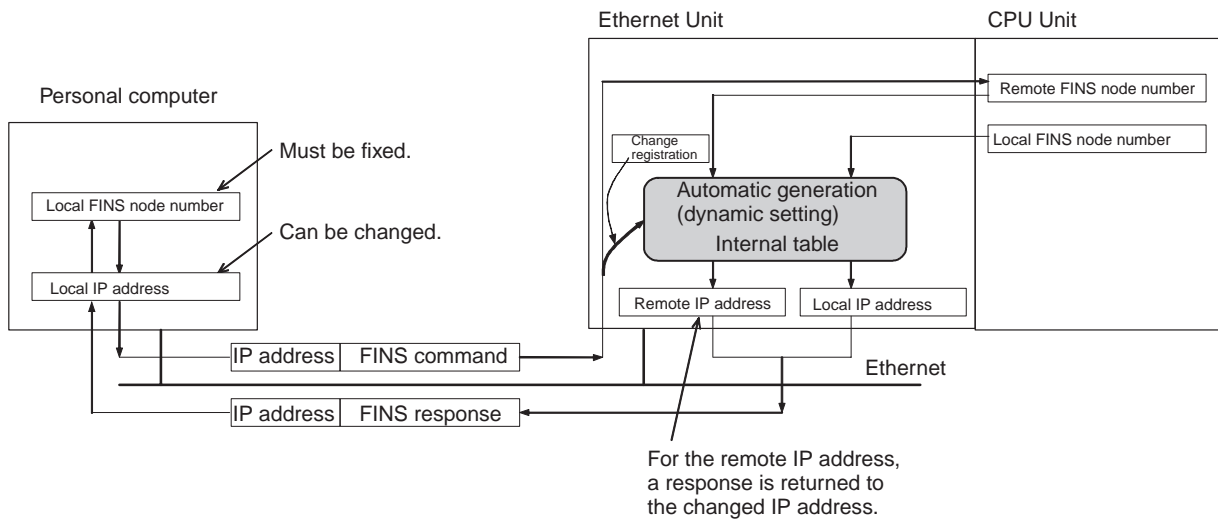 Ethernet Unit
CPU Unit
Personal computer
Remote FINS node number
Must be fixed.
Change
registration
Local FINS node number
Local FINS node number
Automatic generation
(dynamic setting)
Internal table
Can be changed.
Local IP address
Remote IP address
Local IP address
IP address
FINS command
Ethernet
IP address
FINS response
For the remote IP address,
a response is returned to
the changed IP address.